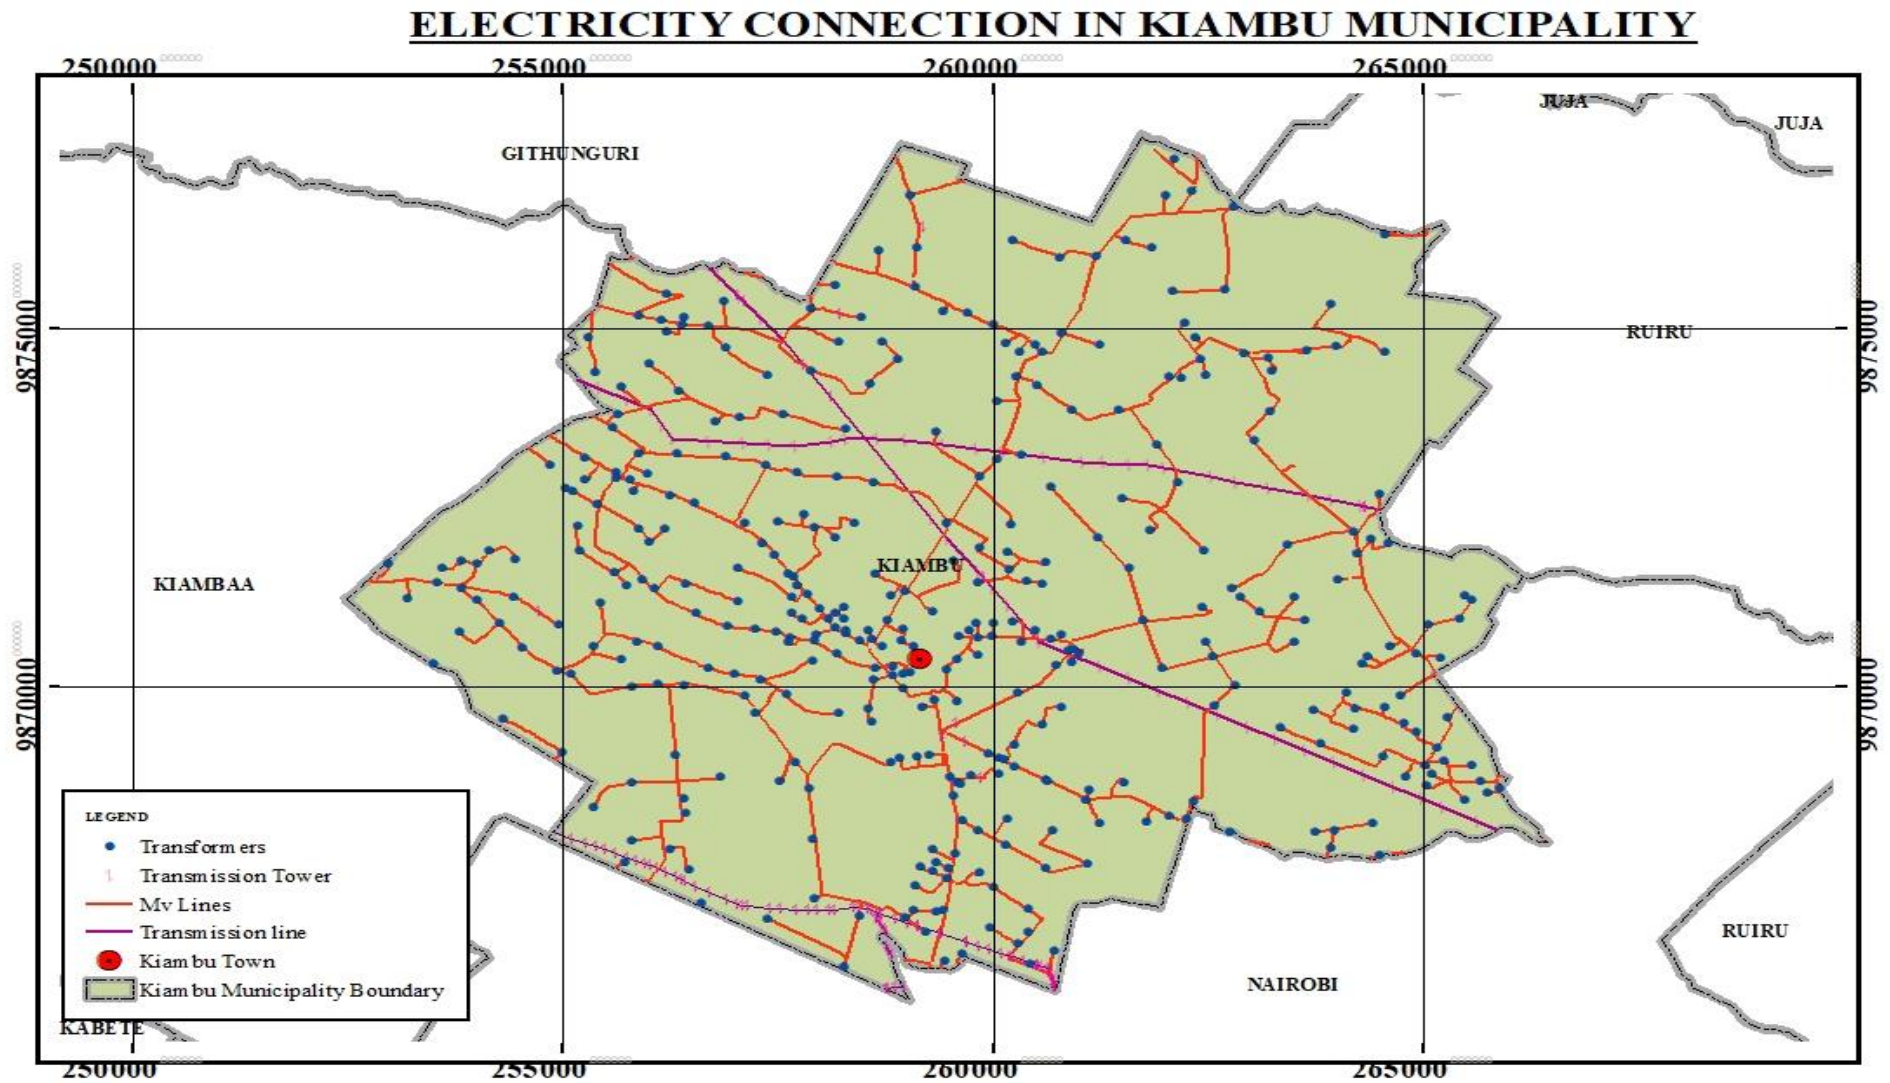 ELECTRICITY CONNECTION IN KIAMBU MUNICIPALITY
250000 255000 260000 265000
JUJA
JUJA
GITHUNGURI
9875000 RUIRU 9875000
KIAMBU
KIAMBAA
9870000 9870000
LEGEND
Transformers
Transmission Tower
Mv Lines
Transmission line
Kiambu Town
Kiambu Municipality Boundary
RUIRU
NAIROBI
KABETE
250000 255000 260000 265000